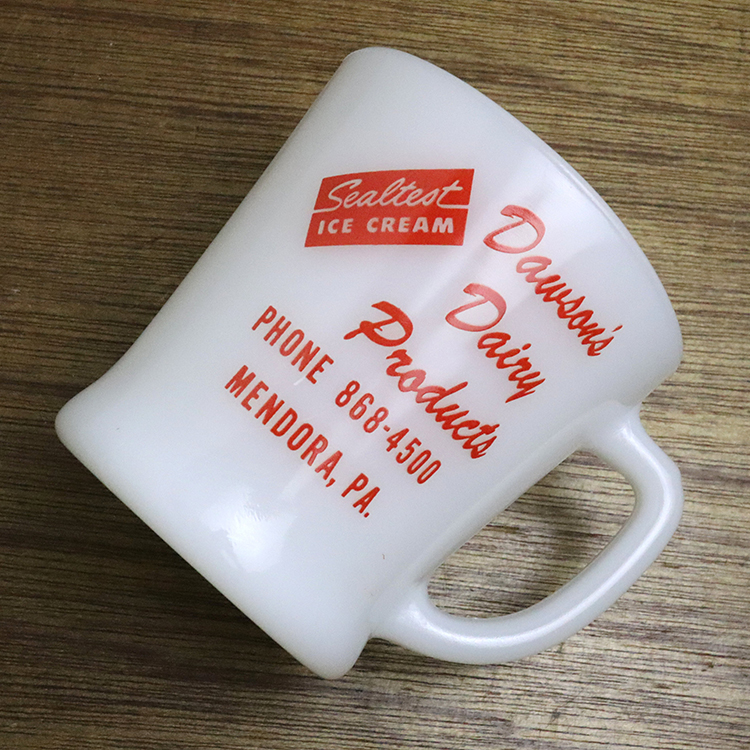 Sealtest
ICE CREAM
Dawson's
Dairy
Products
PHONE 868-4500
MENDORA, PA.